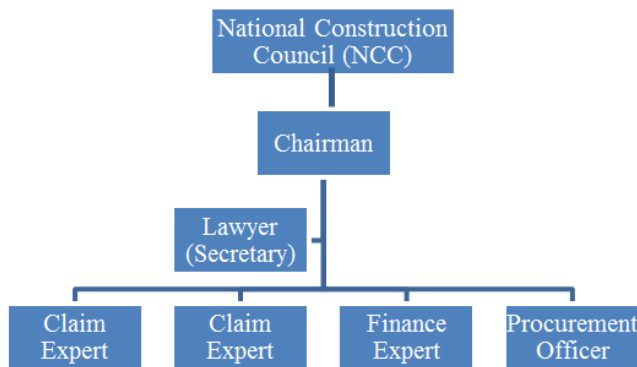 National Construction
Council (NCC)
Chairman
Lawyer
(Secretary)
Claim
Expert
Claim
Expert
Finance
Expert
Procurement
Officer